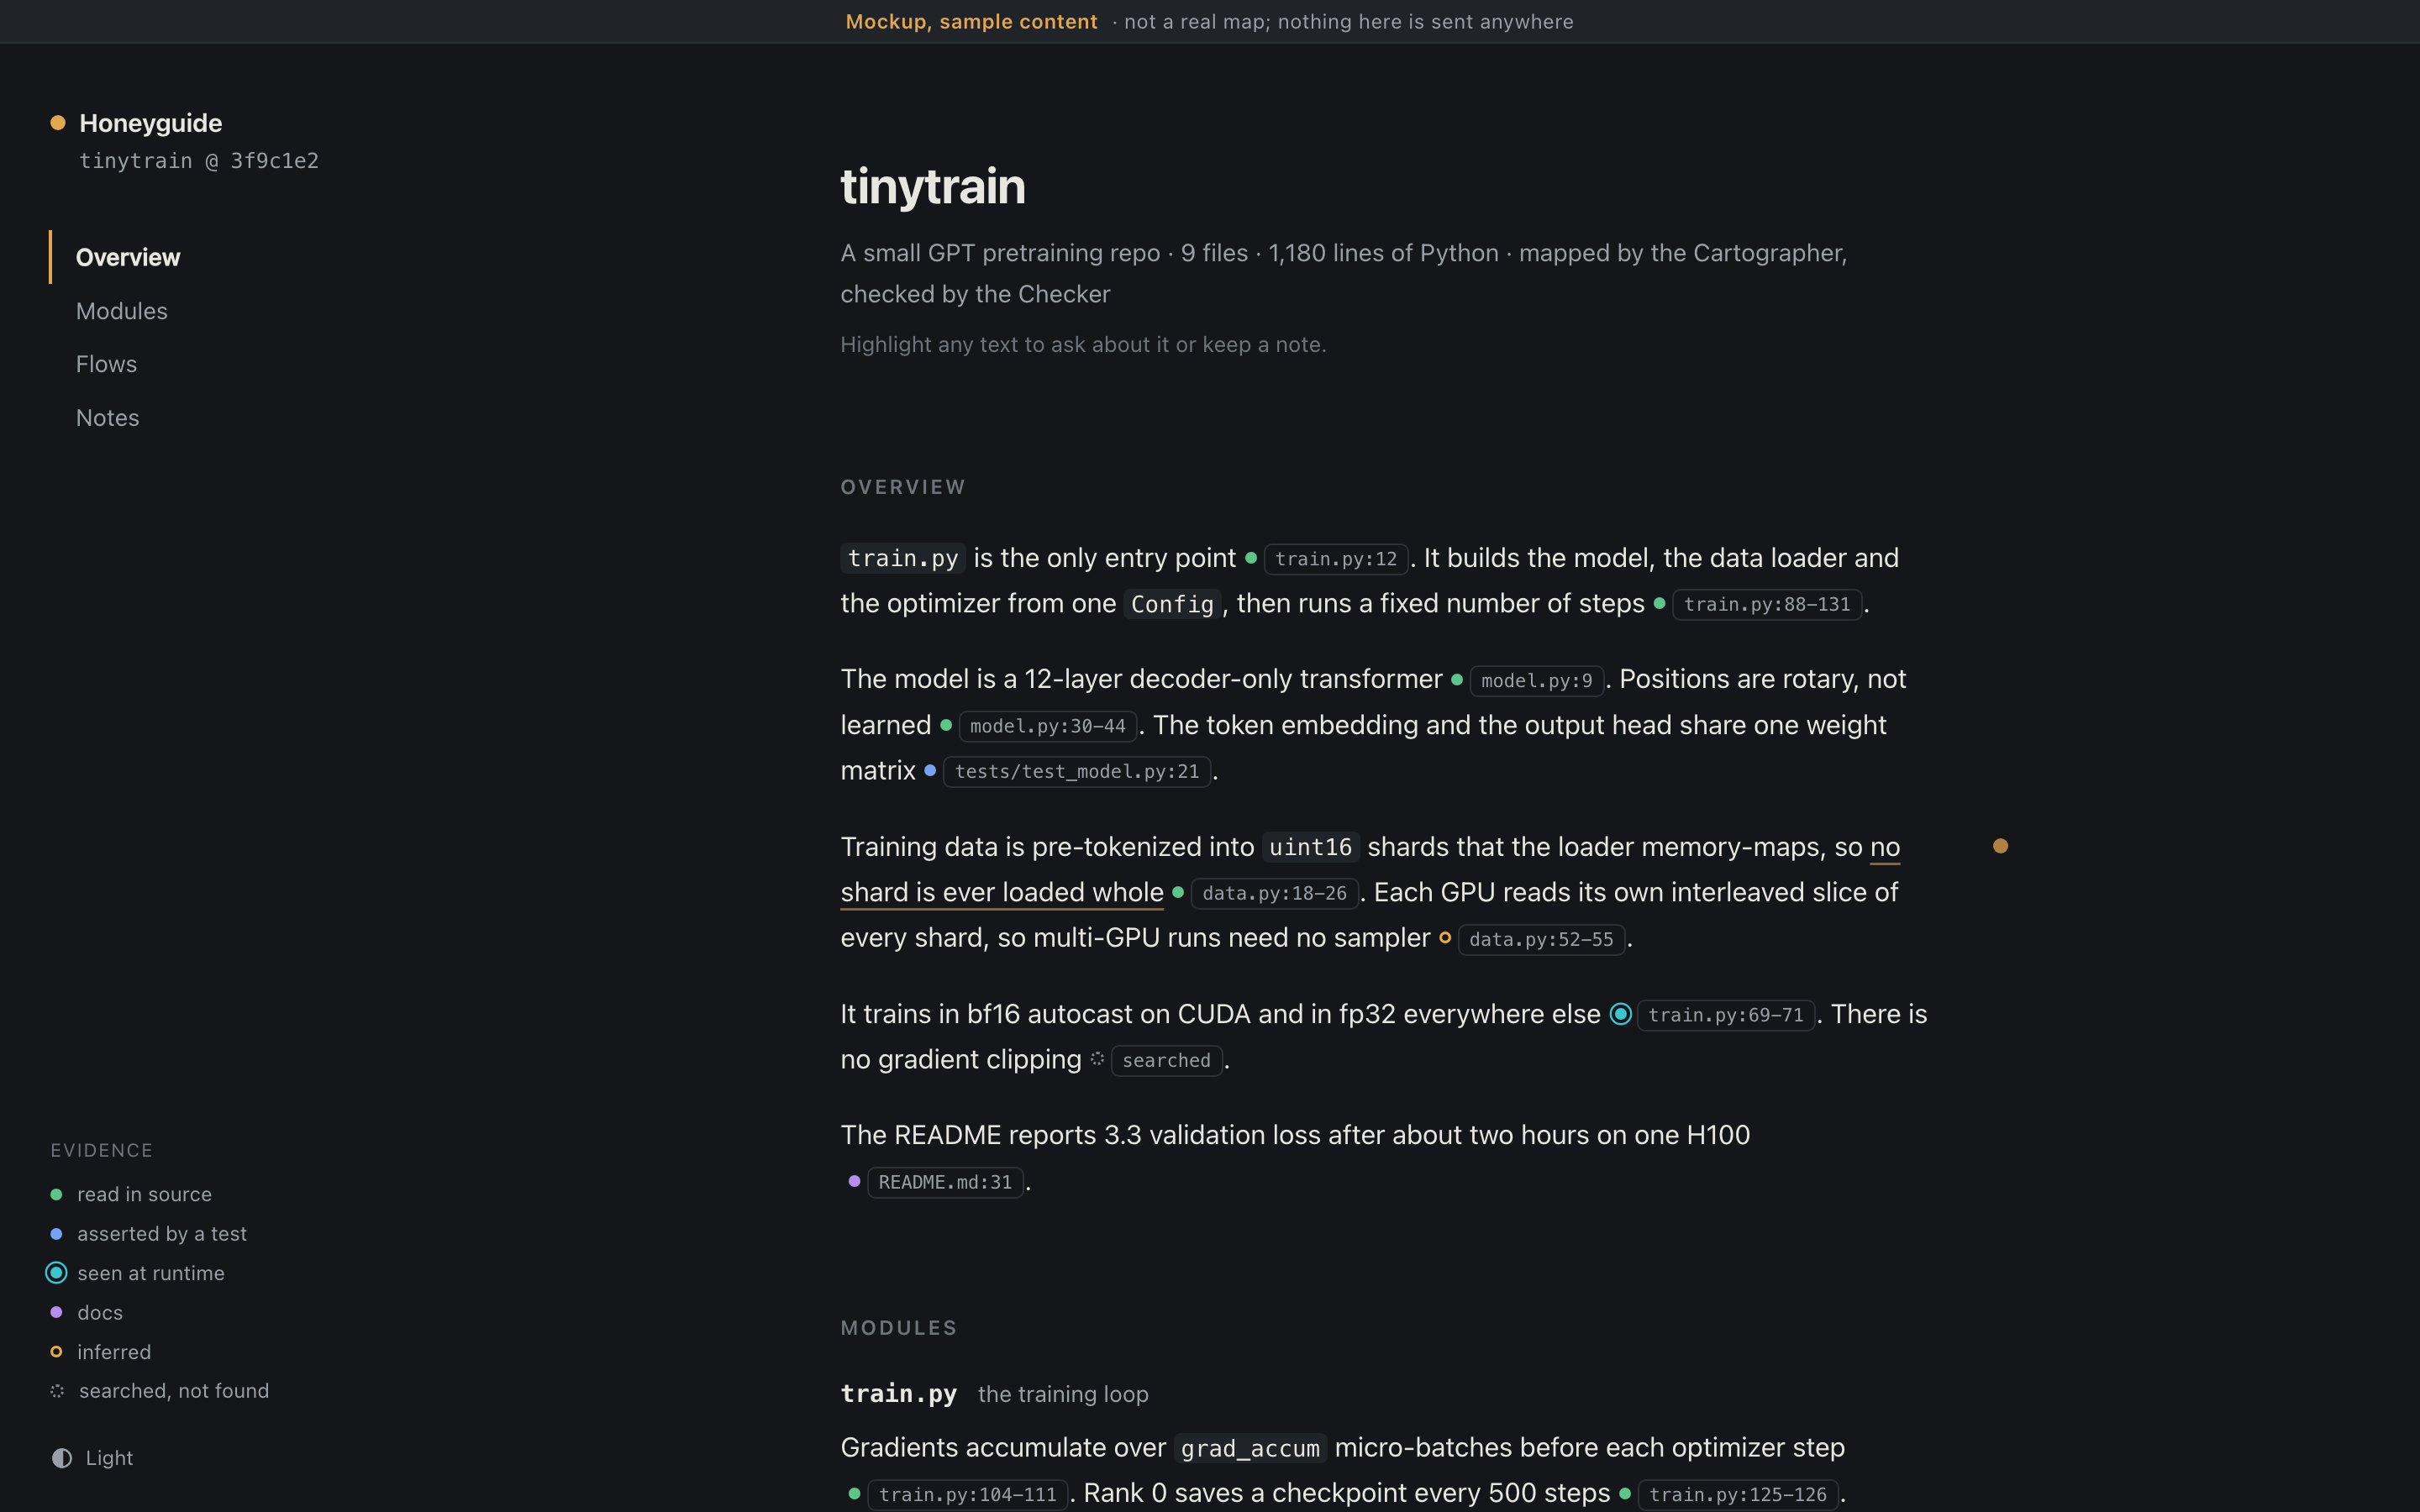 Mockup, sample content · not a real map; nothing here is sent anywhere
Honeyguide
tinytrain @ 3f9c1e2
Overview
Modules
Flows
Notes
EVIDENCE
read in source
asserted by a test
seen at runtime
docs
inferred
searched, not found
Light
tinytrain
A small GPT pretraining repo · 9 files · 1,180 lines of Python · mapped by the Cartographer,
checked by the Checker
Highlight any text to ask about it or keep a note.
OVERVIEW
train.py is the only entry point train.py:12. It builds the model, the data loader and
the optimizer from one Config, then runs a fixed number of steps train.py:88–131.
The model is a 12-layer decoder-only transformer model.py:9. Positions are rotary, not
learned model.py:30–44. The token embedding and the output head share one weight
matrix tests/test_model.py:21.
Training data is pre-tokenized into uint16 shards that the loader memory-maps, so no
shard is ever loaded whole data.py:18–26. Each GPU reads its own interleaved slice of
every shard, so multi-GPU runs need no sampler data.py:52–55.
It trains in bf16 autocast on CUDA and in fp32 everywhere else train.py:69–71. There is
no gradient clipping searched.
The README reports 3.3 validation loss after about two hours on one H100
README.md:31.
MODULES
train.py the training loop
Gradients accumulate over grad_accum micro-batches before each optimizer step
train.py:104–111. Rank 0 saves a checkpoint every 500 steps train.py:125–126.